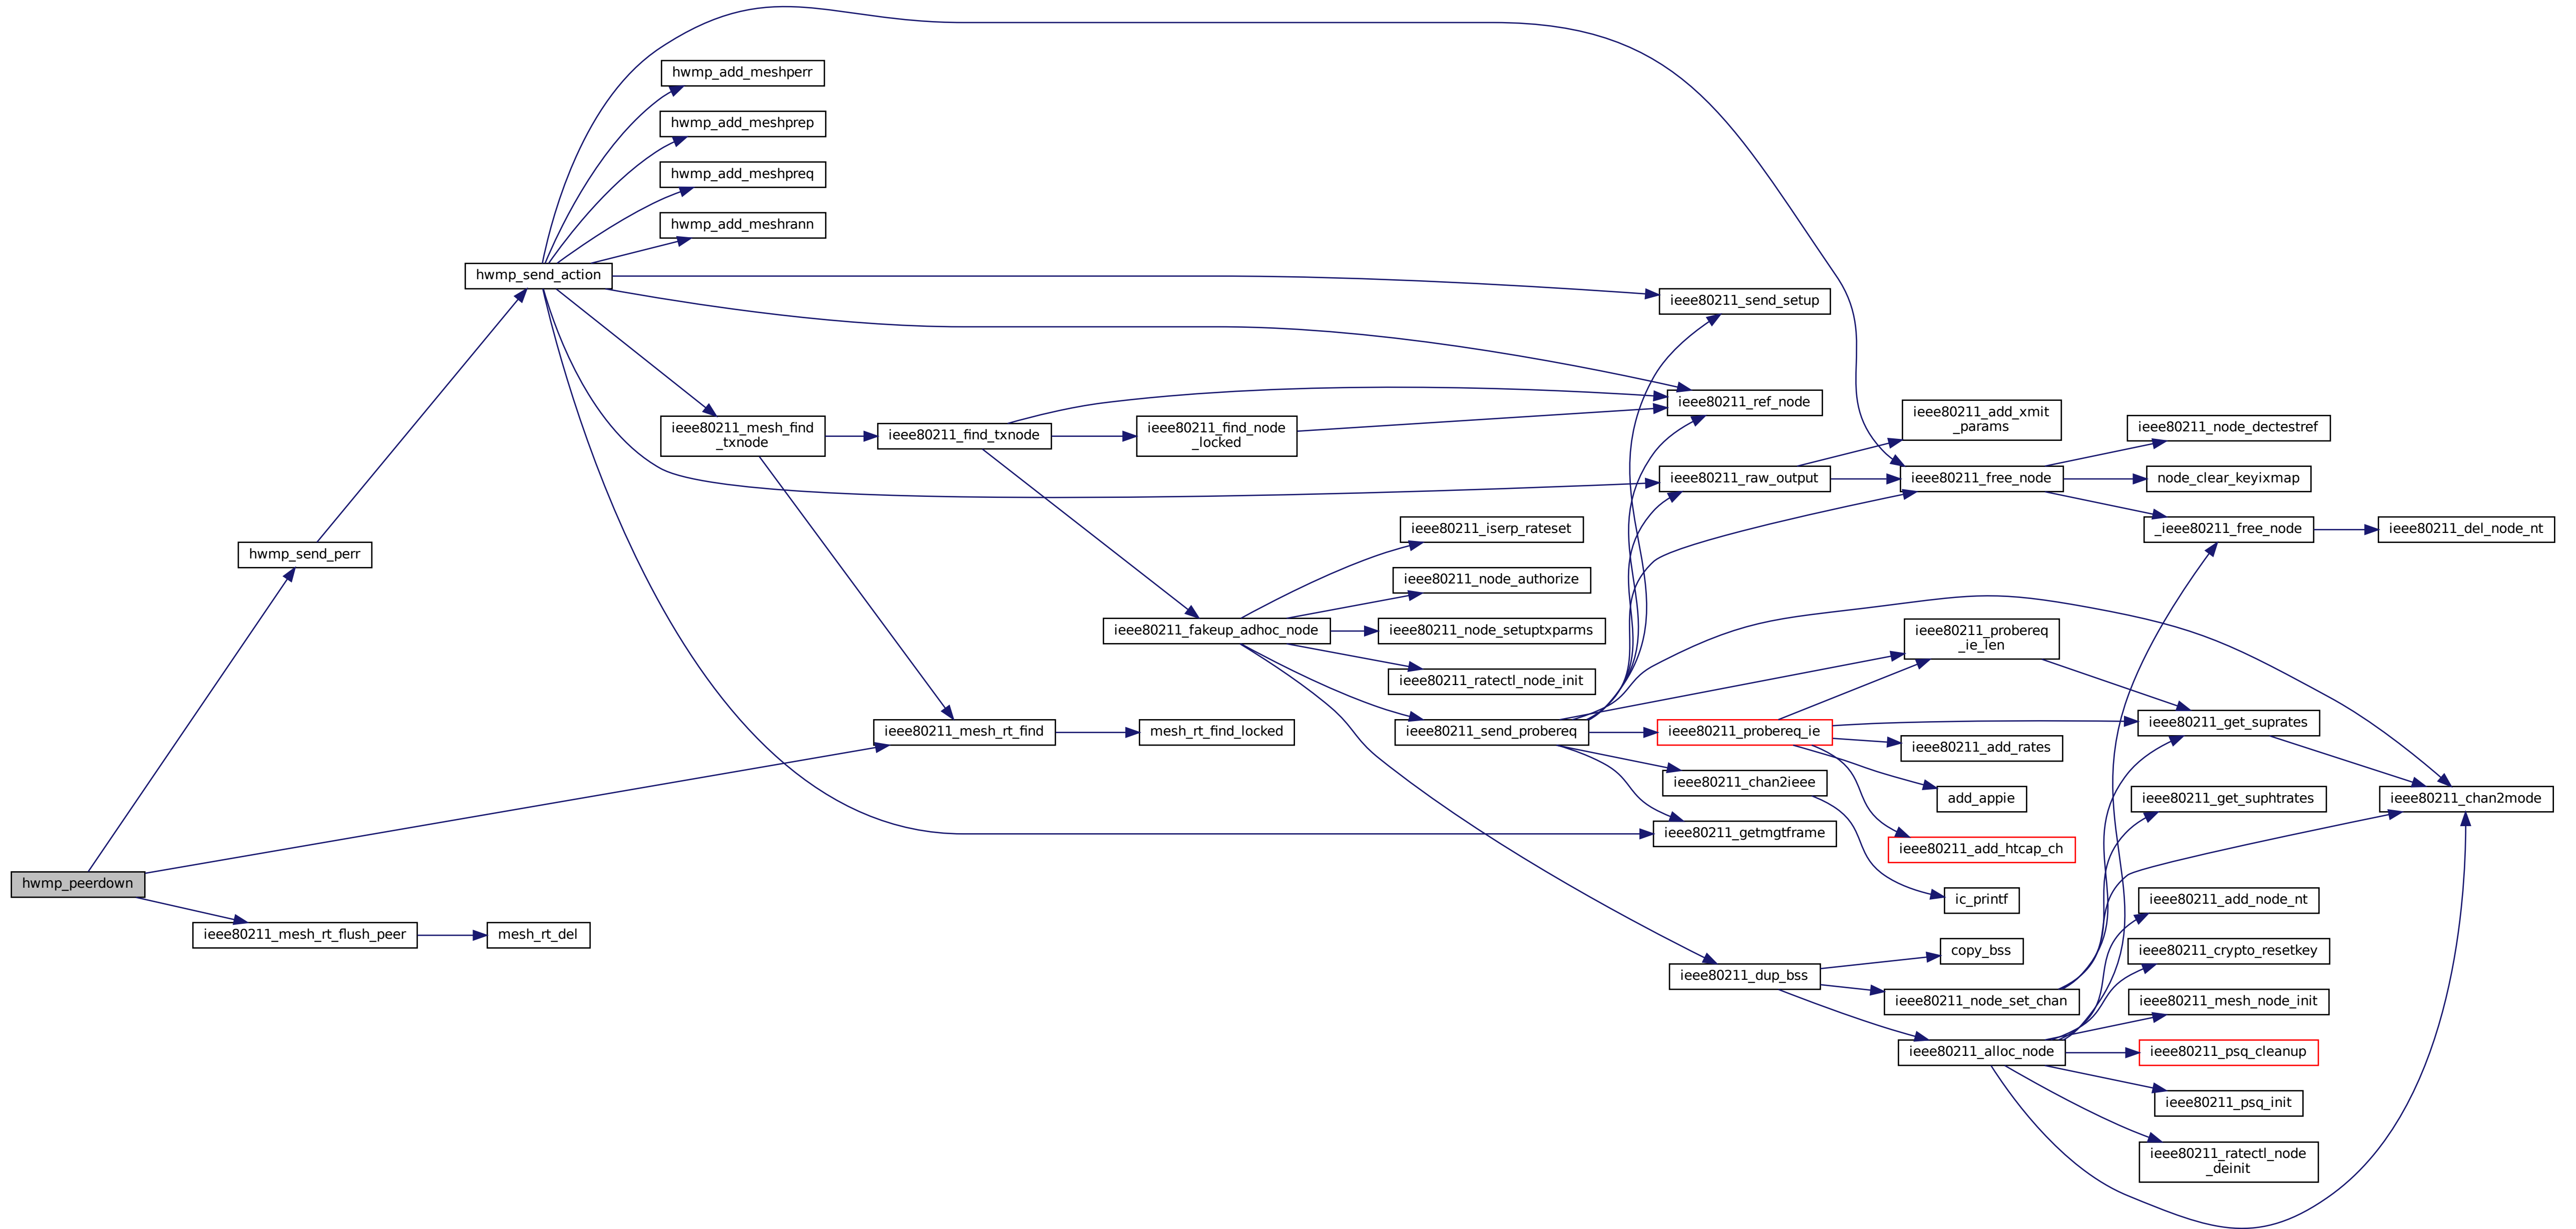 hwmp_peerdown
hwmp_send_perr
ieee80211_mesh_rt_flush_peer
mesh_rt_del
hwmp_send_action
hwmp_add_meshperr
hwmp_add_meshprep
hwmp_add_meshpreq
hwmp_add_meshrann
ieee80211_mesh_find
_txnode
ieee80211_find_txnode
ieee80211_mesh_rt_find
mesh_rt_find_locked
ieee80211_find_node
_locked
ieee80211_fakeup_adhoc_node
ieee80211_iserp_rateset
ieee80211_node_authorize
ieee80211_node_setuptxparms
ieee80211_ratectl_node_init
ieee80211_send_probereq
ieee80211_send_setup
ieee80211_ref_node
ieee80211_raw_output
ieee80211_probereq_ie
ieee80211_chan2ieee
ieee80211_getmgtframe
ieee80211_dup_bss
ieee80211_add_xmit
_params
ieee80211_free_node
ieee80211_probereq
_ie_len
ieee80211_add_rates
add_appie
ieee80211_add_htcap_ch
ic_printf
copy_bss
ieee80211_node_set_chan
ieee80211_alloc_node
ieee80211_node_dectestref
node_clear_keyixmap
_ieee80211_free_node
ieee80211_del_node_nt
ieee80211_get_suprates
ieee80211_get_suphtrates
ieee80211_chan2mode
ieee80211_add_node_nt
ieee80211_crypto_resetkey
ieee80211_mesh_node_init
ieee80211_psq_cleanup
ieee80211_psq_init
ieee80211_ratectl_node
_deinit